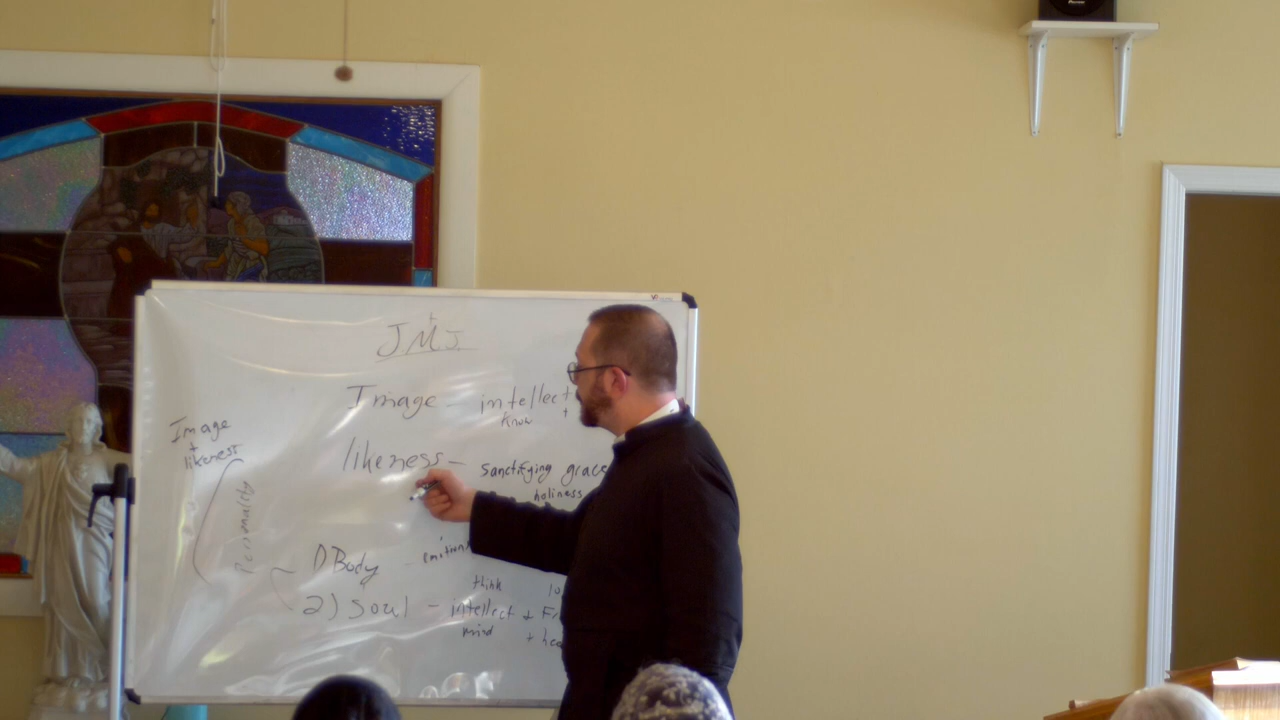 JMJ
Image - intellect
know +
likeness - sanctifying grace
holiness
Image
+
likeness
Personality
1) Body - emotions
think
2) Soul - intellect +
mind +